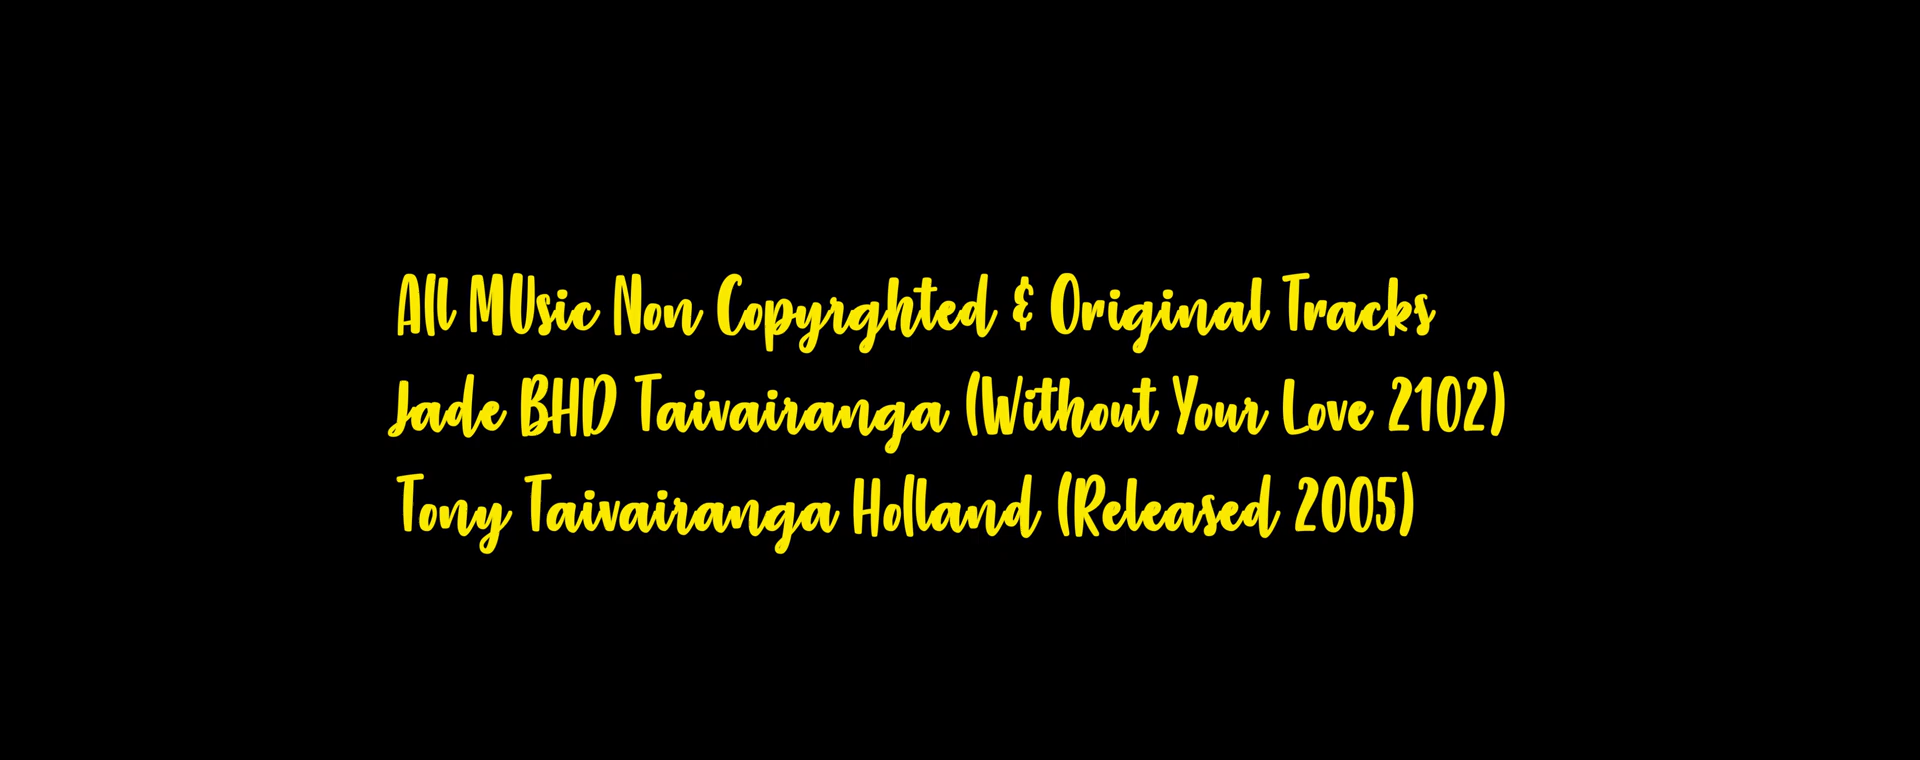 All MUsic Non Copyrghted & Original Tracks
Jade BHD Taivairanga (Without Your Love 2102)
Tony Taivairanga Holland (Released 2005)